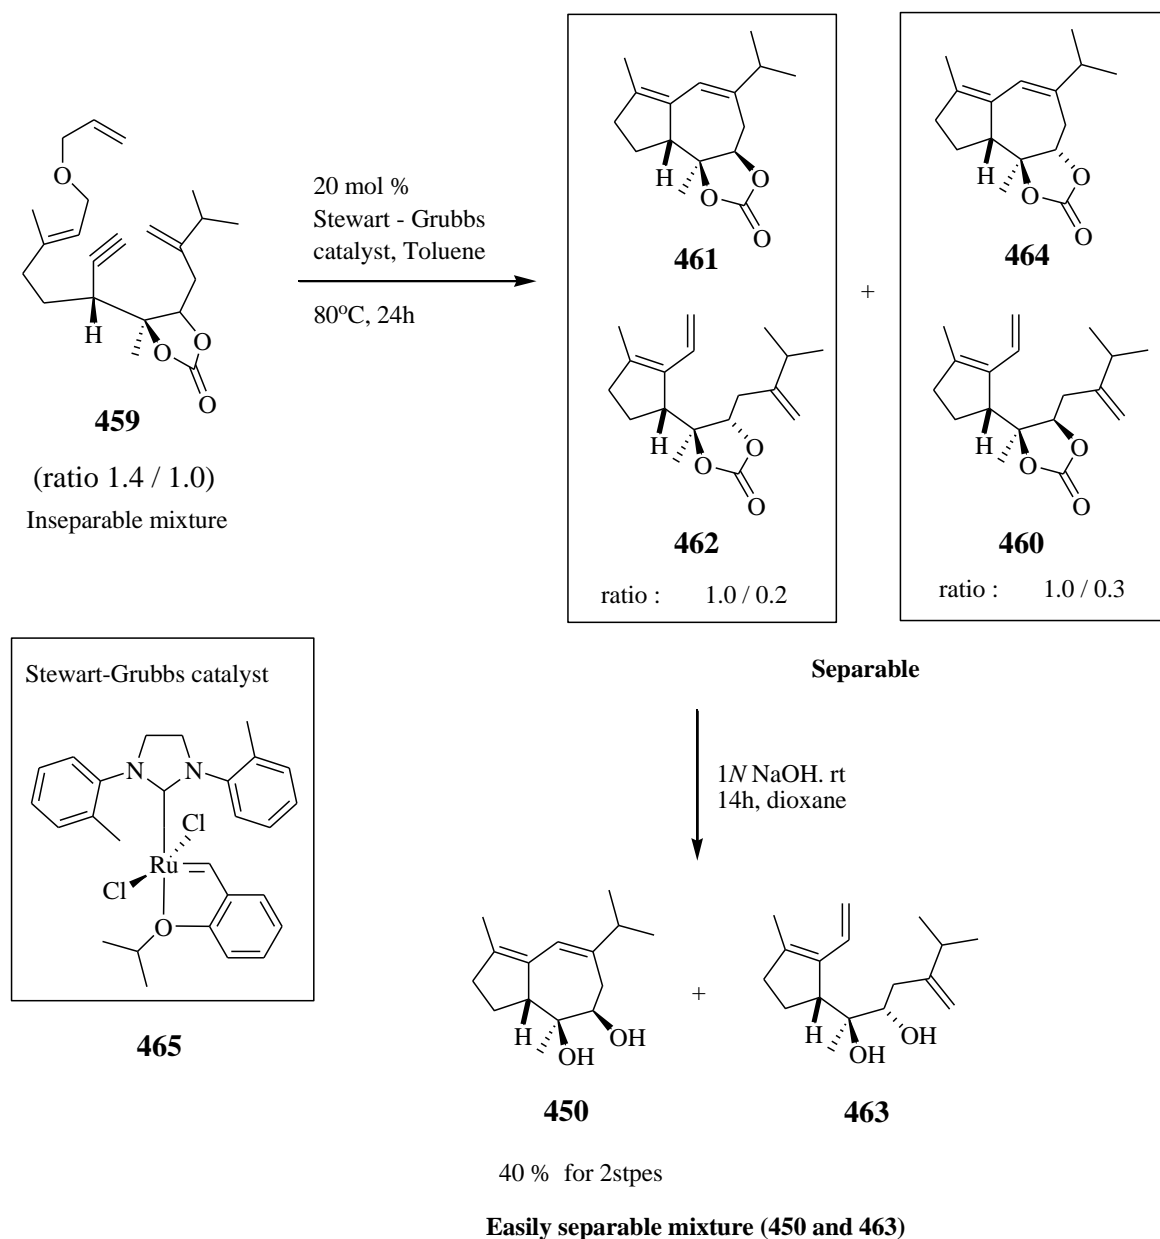 O
H
O
O
O
459
(ratio 1.4 / 1.0)
Inseparable mixture
20 mol %
Stewart - Grubbs
catalyst, Toluene
80°C, 24h
H
O
O
O
461
H
O
O
O
462
ratio : 1.0 / 0.2
+
H
O
O
O
464
H
O
O
O
460
ratio : 1.0 / 0.3
Separable
Stewart-Grubbs catalyst
N
N
Cl
Ru
Cl
O
465
1N NaOH. rt
14h, dioxane
H
OH
OH
450
+
H
OH
OH
463
40 % for 2stpes
Easily separable mixture (450 and 463)